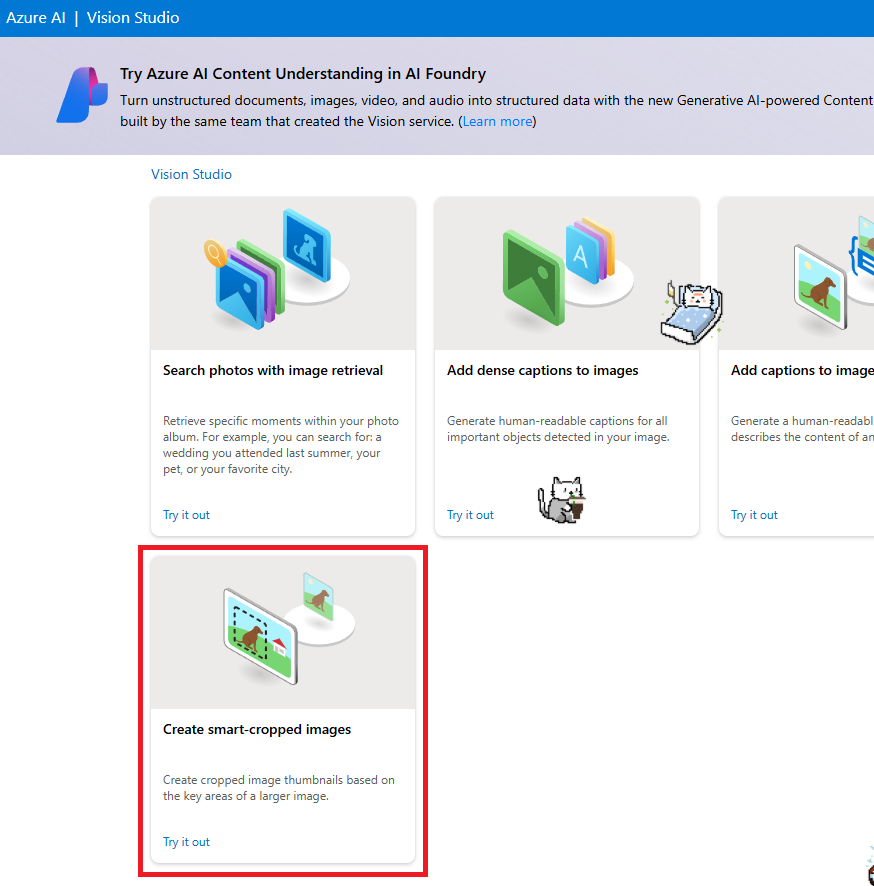 Azure AI | Vision Studio
Try Azure AI Content Understanding in AI Foundry
Turn unstructured documents, images, video, and audio into structured data with the new Generative AI-powered Content
built by the same team that created the Vision service. (Learn more)
Vision Studio
Search photos with image retrieval
Retrieve specific moments within your photo
album. For example, you can search for: a
wedding you attended last summer, your
pet, or your favorite city.
Try it out
A
Add dense captions to images
Generate human-readable captions for all
important objects detected in your image.
Try it out
Add captions to image
Generate a human-readabl
describes the content of an
Try it out
Create smart-cropped images
Create cropped image thumbnails based on
the key areas of a larger image.
Try it out